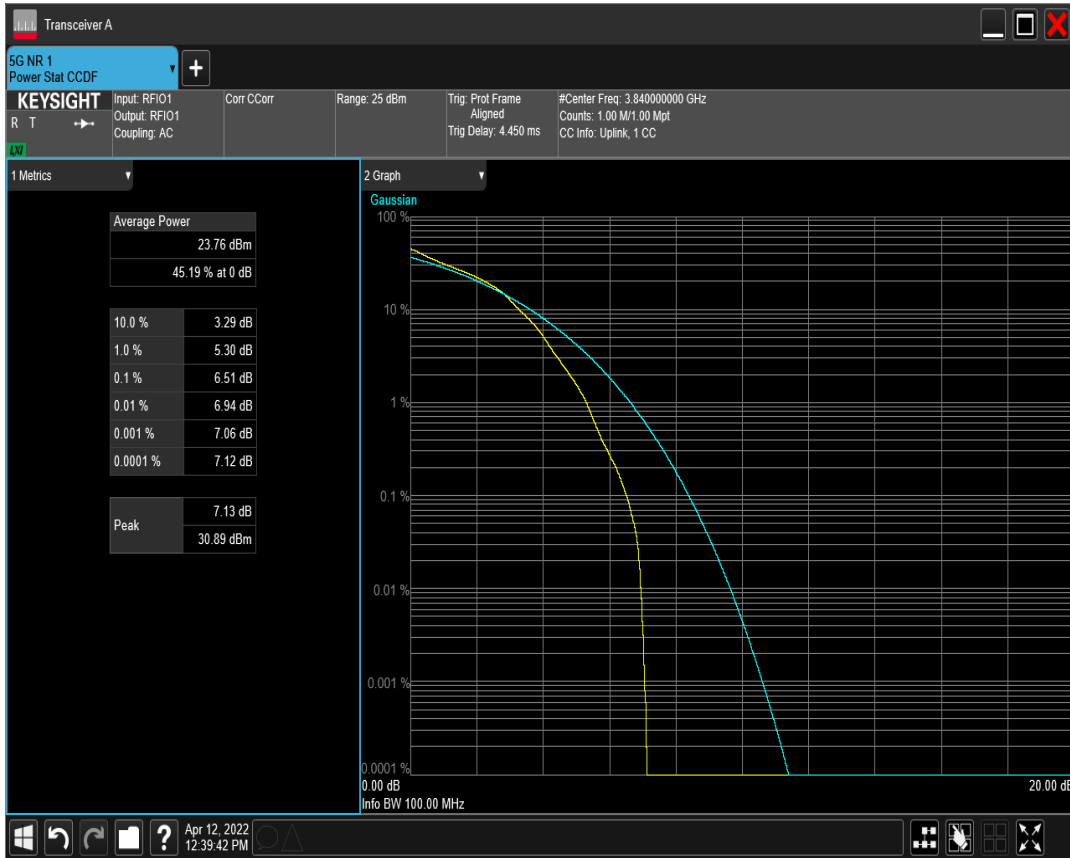 Transceiver A
5G NR 1
Power Stat CCDF
KEYSIGHT
R T
LXI
Input: RFIO1
Output: RFIO1
Coupling: AC
Corr CCorr
Range: 25 dBm
Trig: Prot Frame
Aligned
Trig Delay: 4.450 ms
#Center Freq: 3.840000000 GHz
Counts: 1.00 M/1.00 Mpt
CC Info: Uplink, 1 CC
1 Metrics
Average Power
23.76 dBm
45.19 % at 0 dB
10.0 % 3.29 dB
1.0 % 5.30 dB
0.1 % 6.51 dB
0.01 % 6.94 dB
0.001 % 7.06 dB
0.0001 % 7.12 dB
Peak
7.13 dB
30.89 dBm
2 Graph
Gaussian
100 %
10 %
1 %
0.1 %
0.01 %
0.001 %
0.0001 %
0.00 dB 20.00 dB
Info BW 100.00 MHz
?
Apr 12, 2022
12:39:42 PM